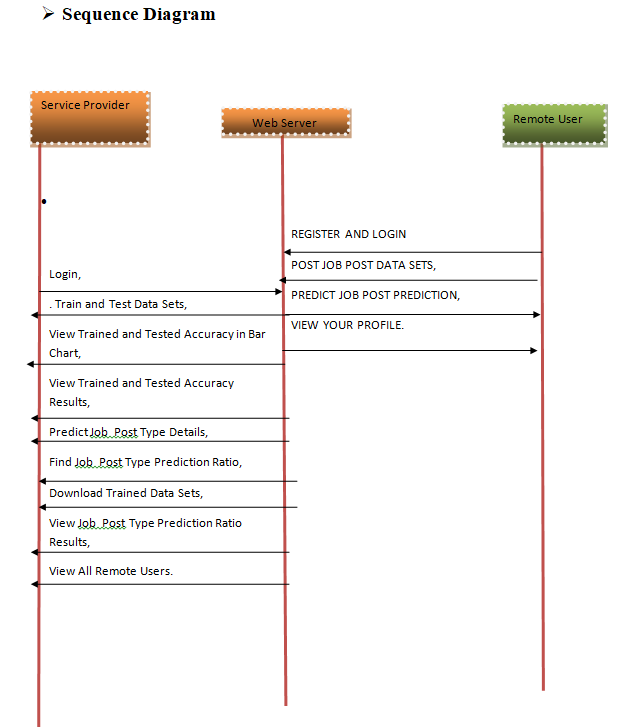 Sequence Diagram
Service Provider
Web Server
Remote User
REGISTER AND LOGIN
POST JOB POST DATA SETS,
PREDICT JOB POST PREDICTION,
VIEW YOUR PROFILE.
Login,
. Train and Test Data Sets,
View Trained and Tested Accuracy in Bar
Chart,
View Trained and Tested Accuracy
Results,
Predict Job Post Type Details,
Find Job Post Type Prediction Ratio,
Download Trained Data Sets,
View Job Post Type Prediction Ratio
Results,
View All Remote Users.